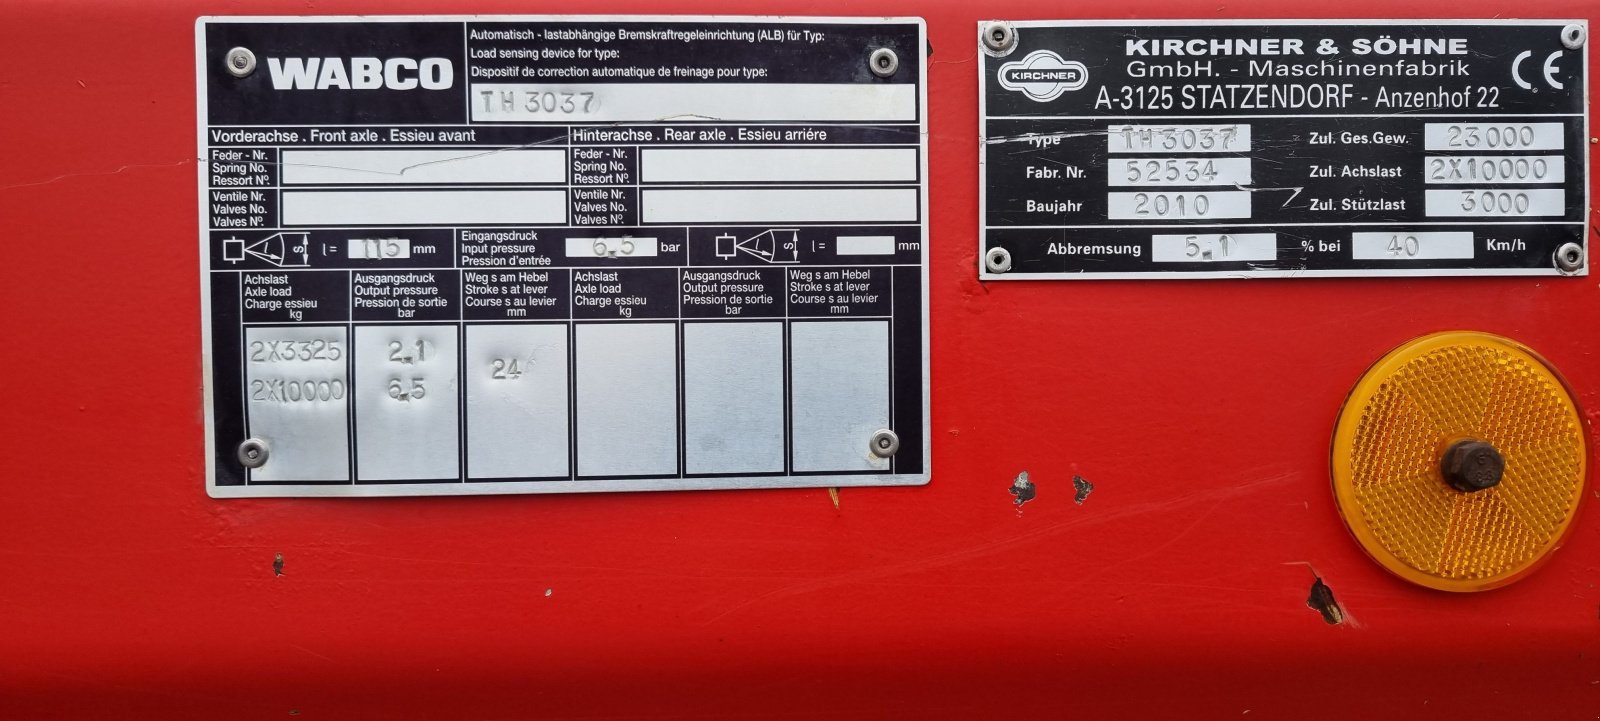 WABCO
Automatisch - lastabhängige Bremskraftregeleinrichtung (ALB) für Typ:
Load sensing device for type:
Dispositif de correction automatique de freinage pour type:
TH 3037
Vorderachse . Front axle . Essieu avant
Hinterachse . Rear axle . Essieu arriére
Feder - Nr.
Spring No.
Ressort Nº.
Feder - Nr.
Spring No.
Ressort Nº.
Ventile Nr.
Valves No.
Valves Nº.
Ventile Nr.
Valves No.
Valves Nº.
l S l = 115 mm
Eingangsdruck
Input pressure
Pression d'entrée
6.5 bar
l S l = mm
Achslast
Axle load
Charge essieu
kg
Ausgangsdruck
Output pressure
Pression de sortie
bar
Weg s am Hebel
Stroke s at lever
Course s au levier
mm
Achslast
Axle load
Charge essieu
kg
Ausgangsdruck
Output pressure
Pression de sortie
bar
Weg s am Hebel
Stroke s at lever
Course s au levier
mm
2X3325 2.1
24
2X10000 6.5
KIRCHNER
KIRCHNER & SÖHNE
GmbH. - Maschinenfabrik
A-3125 STATZENDORF - Anzenhof 22
CE
Type TH3037 Zul. Ges.Gew. 23000
Fabr. Nr. 52534 Zul. Achslast 2X10000
Baujahr 2010 Zul. Stützlast 3000
Abbremsung 5.1 % bei 40 Km/h